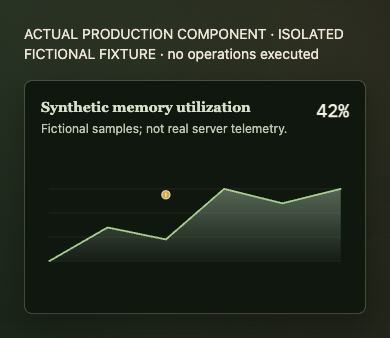 ACTUAL PRODUCTION COMPONENT · ISOLATED
FICTIONAL FIXTURE · no operations executed
Synthetic memory utilization
42%
Fictional samples; not real server telemetry.